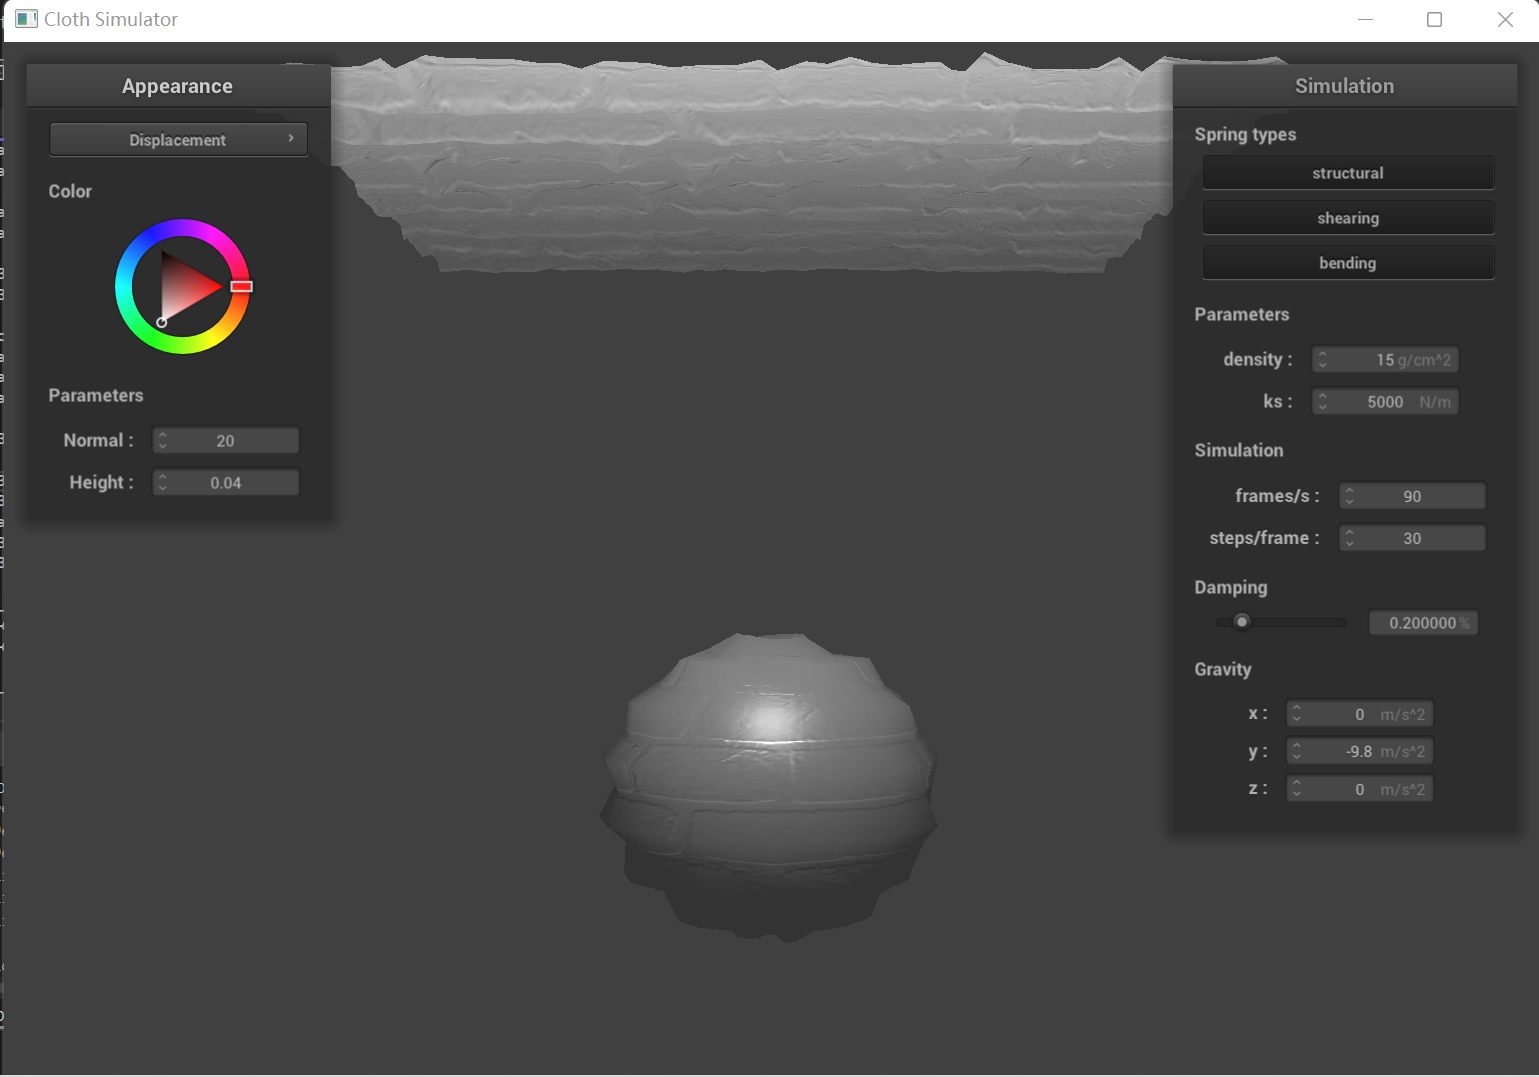 Cloth Simulator
Appearance
Displacement
Color
Parameters
Normal :
20
Height :
0.04
Simulation
Spring types
structural
shearing
bending
Parameters
density :
15 g/cm^2
ks :
5000 N/m
Simulation
frames/s :
90
steps/frame :
30
Damping
0.200000 %
Gravity
x :
0 m/s^2
y :
-9.8 m/s^2
z :
0 m/s^2